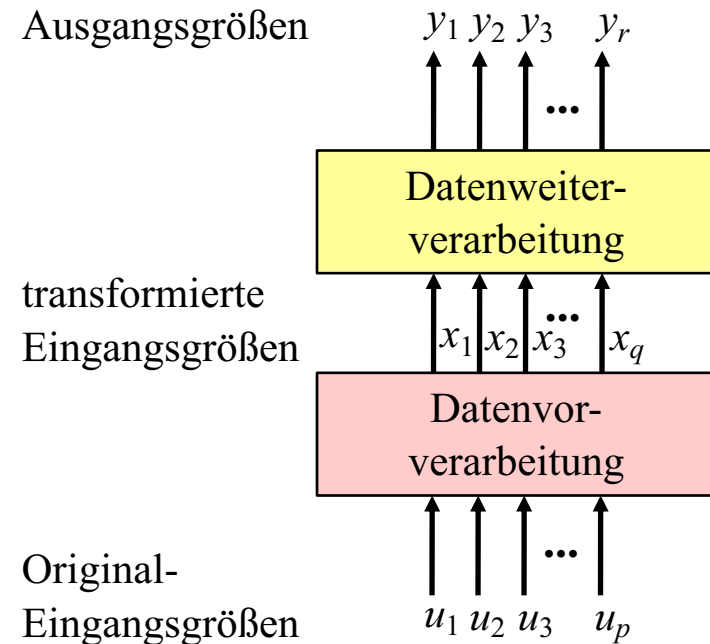 Ausgangsgrößen y₁ y₂ y₃ yᵣ
...
Datenweiter-
verarbeitung
transformierte
...
Eingangsgrößen x₁ x₂ x₃ x_q
Datenvor-
verarbeitung
...
Original-
Eingangsgrößen u₁ u₂ u₃ uₚ